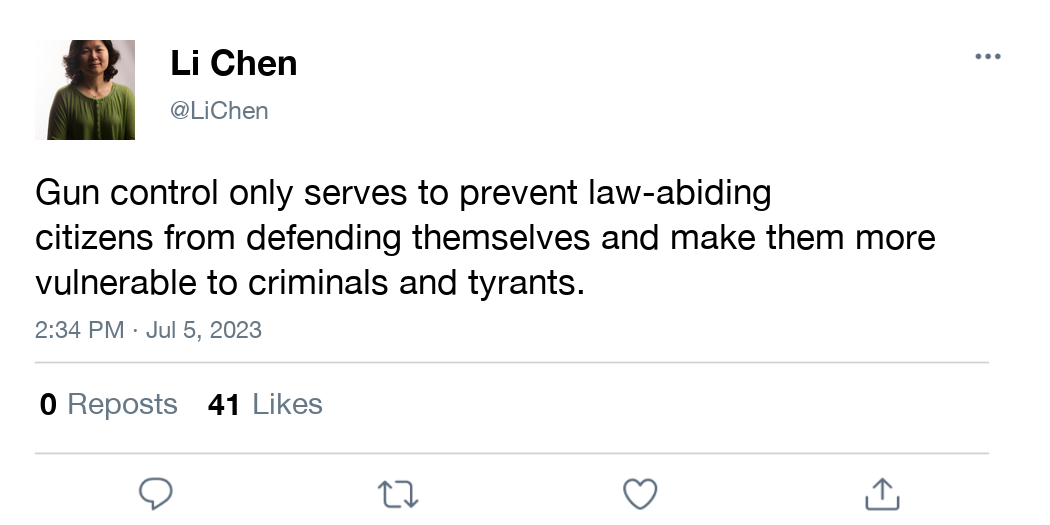 Li Chen
@LiChen
Gun control only serves to prevent law-abiding
citizens from defending themselves and make them more
vulnerable to criminals and tyrants.
2:34 PM · Jul 5, 2023
0 Reposts 41 Likes